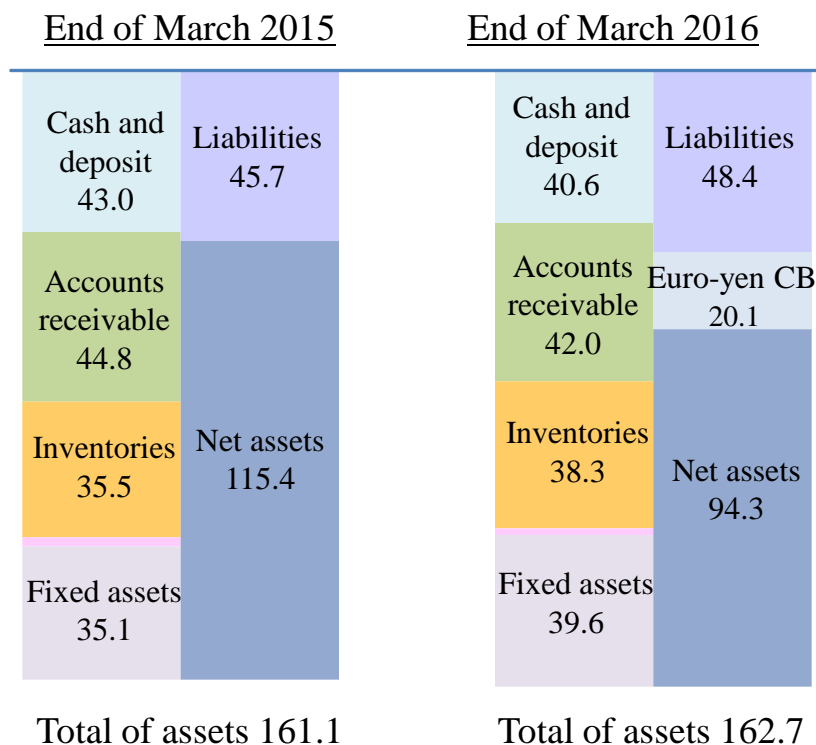 End of March 2015
Cash and
deposit
43.0
Liabilities
45.7
Accounts
receivable
44.8
Inventories
35.5
Net assets
115.4
Fixed assets
35.1
Total of assets 161.1
End of March 2016
Cash and
deposit
40.6
Liabilities
48.4
Accounts
receivable
42.0
Euro-yen CB
20.1
Inventories
38.3
Net assets
94.3
Fixed assets
39.6
Total of assets 162.7